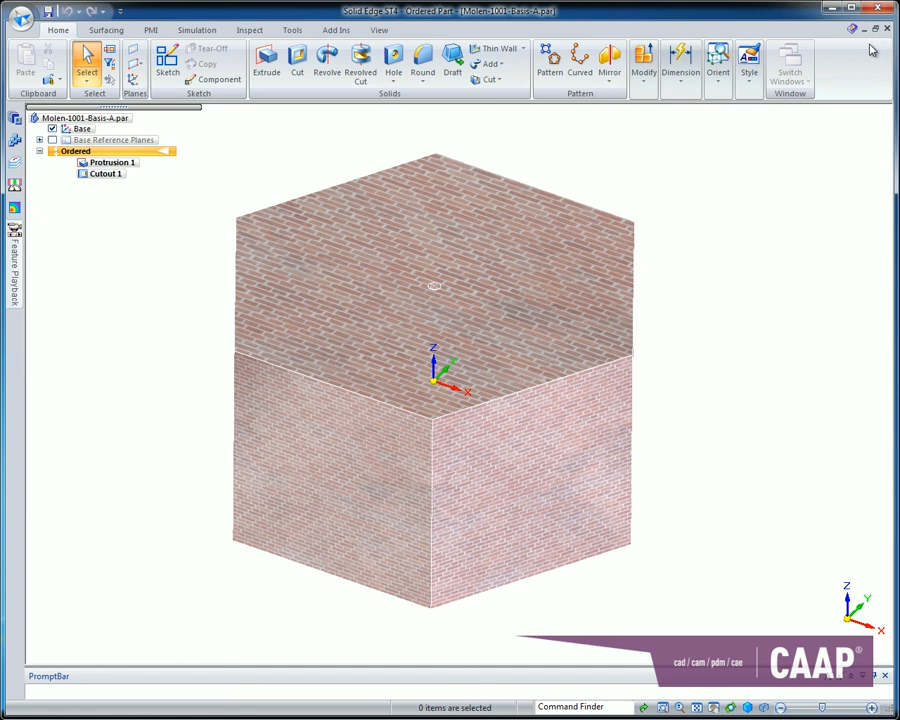 Solid Edge ST4 - Ordered Part - [Molen-1001-Basis-A.par]
Home Surfacing PMI Simulation Inspect Tools Add Ins View
Paste
Clipboard
Select
Select
Planes
Sketch
Tear-Off
Copy
Component
Sketch
Extrude
Cut
Revolve
Revolved Cut
Hole
Round
Draft
Thin Wall
Add
Cut
Solids
Pattern
Curved
Mirror
Pattern
Modify
Dimension
Orient
Style
Switch Windows
Window
Molen-1001-Basis-A.par
Base
Base Reference Planes
Ordered
Protrusion 1
Cutout 1
Feature Playback
Z
Y
X
Z
Y
X
cad / cam / pdm / cae
CAAP®
PromptBar
0 items are selected
Command Finder